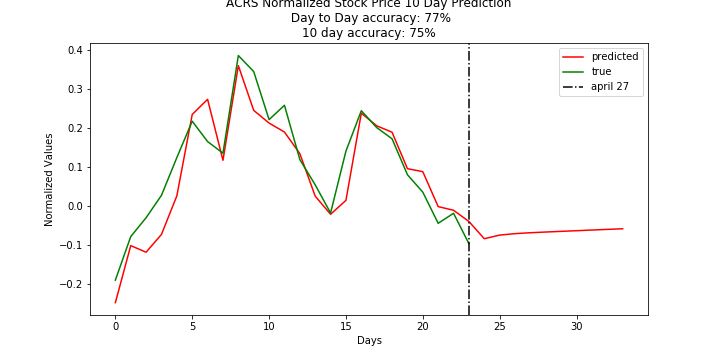 ACRS Normalized Stock Price 10 Day Prediction
Day to Day accuracy: 77%
10 day accuracy: 75%
predicted
true
april 27
Normalized Values
0.4
0.3
0.2
0.1
0.0
−0.1
−0.2
0 5 10 15 20 25 30
Days